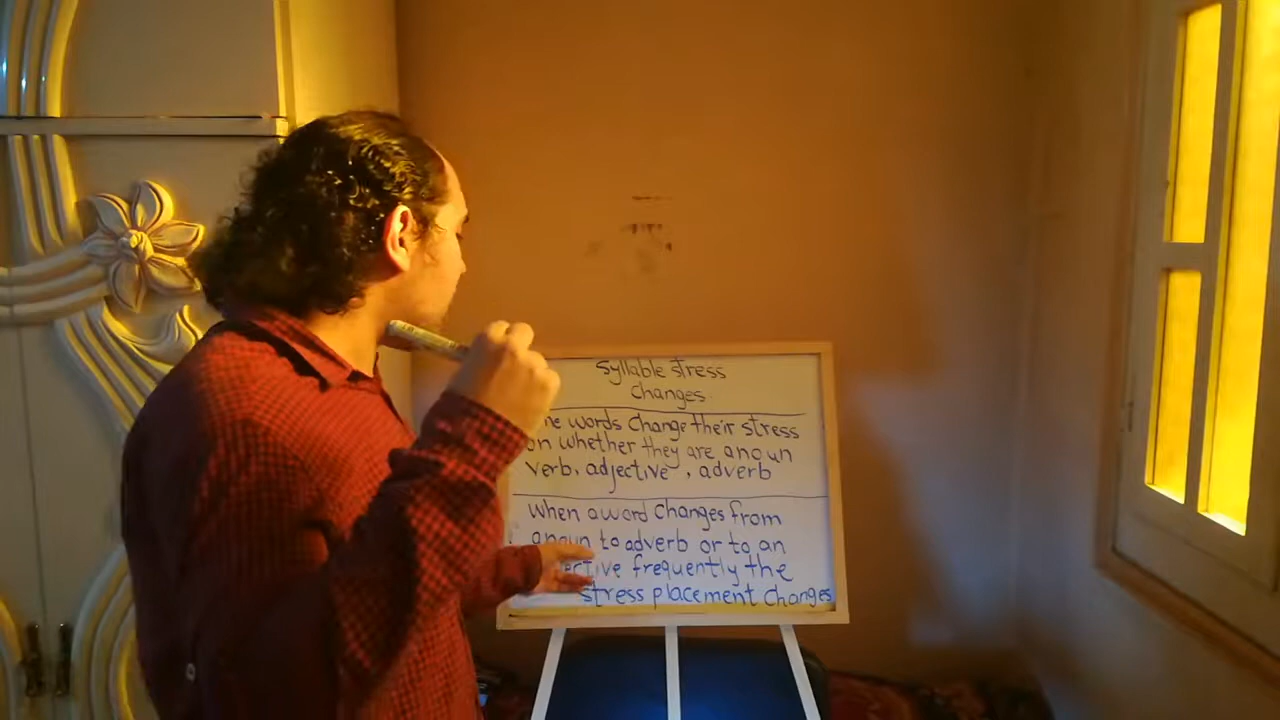 Syllable stress
Changes.
ne words change their stress
on whether they are a noun
verb, adjective, adverb
when a word changes from
a noun to adverb or to an
ective frequently the
stress placement changes